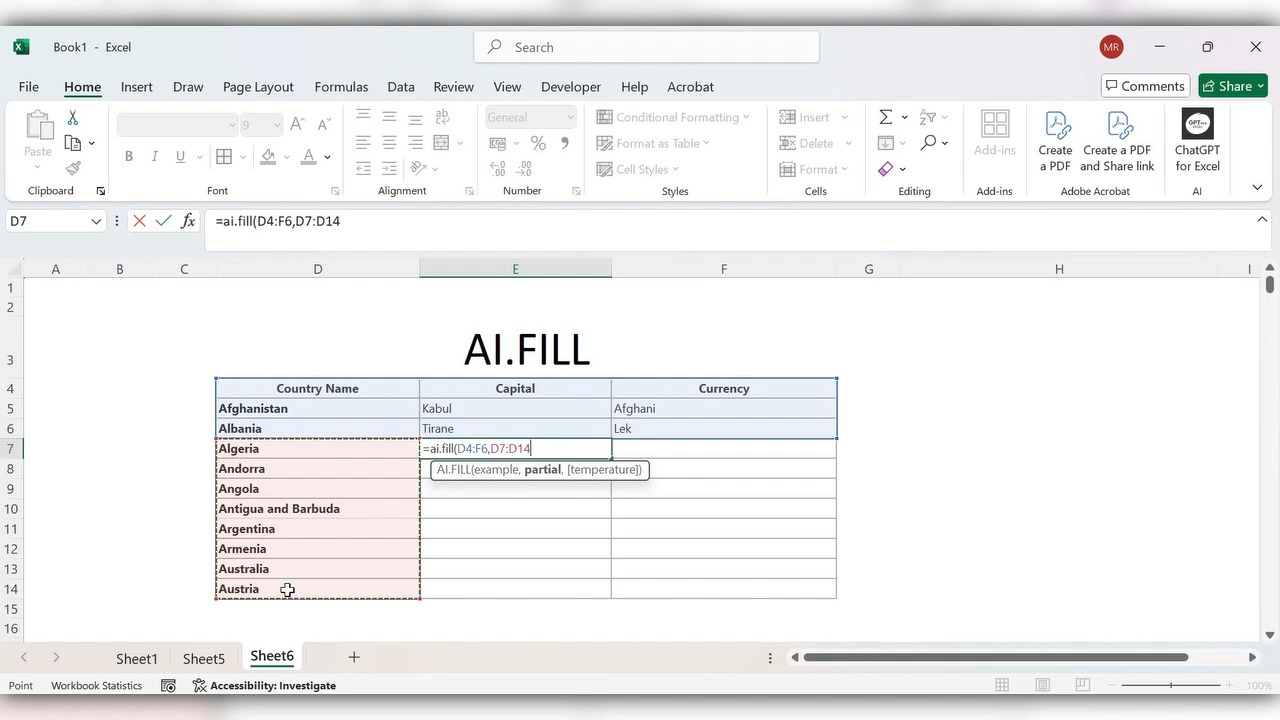 Book1 - Excel
Search
MR
File Home Insert Draw Page Layout Formulas Data Review View Developer Help Acrobat
Comments Share
Paste
Clipboard
9
A A
B I U
A
Font
ab
Alignment
General
% 9
Number
Conditional Formatting
Format as Table
Cell Styles
Styles
Insert
Delete
Format
Cells
Editing
Add-ins
Add-ins
Create a PDF
Create a PDF and Share link
Adobe Acrobat
ChatGPT for Excel
AI
D7
fx
=ai.fill(D4:F6,D7:D14
A B C D E F G H I
1
2
3 AI.FILL
4 Country Name Capital Currency
5 Afghanistan Kabul Afghani
6 Albania Tirane Lek
7 Algeria =ai.fill(D4:F6,D7:D14
8 Andorra AI.FILL(example, partial, [temperature])
9 Angola
10 Antigua and Barbuda
11 Argentina
12 Armenia
13 Australia
14 Austria
15
16
Sheet1 Sheet5 Sheet6
Point Workbook Statistics Accessibility: Investigate 100%